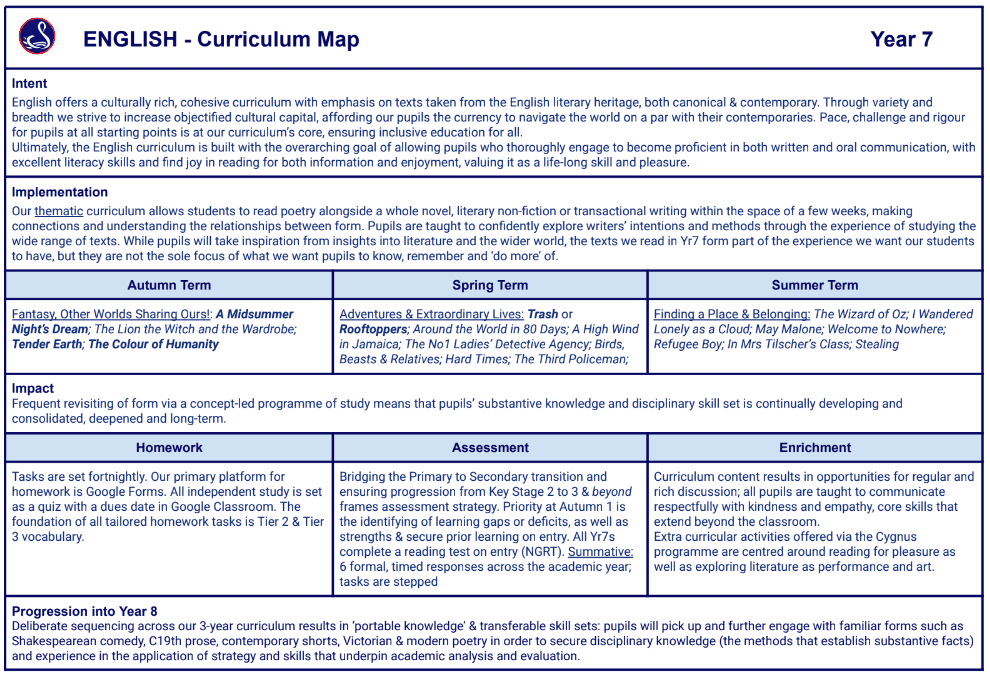 ENGLISH - Curriculum Map
Year 7
Intent
English offers a culturally rich, cohesive curriculum with emphasis on texts taken from the English literary heritage, both canonical & contemporary. Through variety and
breadth we strive to increase objectified cultural capital, affording our pupils the currency to navigate the world on a par with their contemporaries. Pace, challenge and rigour
for pupils at all starting points is at our curriculum's core, ensuring inclusive education for all.
Ultimately, the English curriculum is built with the overarching goal of allowing pupils who thoroughly engage to become proficient in both written and oral communication, with
excellent literacy skills and find joy in reading for both information and enjoyment, valuing it as a life-long skill and pleasure.
Implementation
Our thematic curriculum allows students to read poetry alongside a whole novel, literary non-fiction or transactional writing within the space of a few weeks, making
connections and understanding the relationships between form. Pupils are taught to confidently explore writers' intentions and methods through the experience of studying the
wide range of texts. While pupils will take inspiration from insights into literature and the wider world, the texts we read in Yr7 form part of the experience we want our students
to have, but they are not the sole focus of what we want pupils to know, remember and 'do more' of.
Autumn Term
Fantasy, Other Worlds Sharing Ours!: A Midsummer
Night's Dream; The Lion the Witch and the Wardrobe;
Tender Earth; The Colour of Humanity
Spring Term
Adventures & Extraordinary Lives: Trash or
Rooftoppers; Around the World in 80 Days; A High Wind
in Jamaica; The No1 Ladies' Detective Agency; Birds,
Beasts & Relatives; Hard Times; The Third Policeman;
Summer Term
Finding a Place & Belonging: The Wizard of Oz; I Wandered
Lonely as a Cloud; May Malone; Welcome to Nowhere;
Refugee Boy; In Mrs Tilscher's Class; Stealing
Impact
Frequent revisiting of form via a concept-led programme of study means that pupils' substantive knowledge and disciplinary skill set is continually developing and
consolidated, deepened and long-term.
Homework
Tasks are set fortnightly. Our primary platform for
homework is Google Forms. All independent study is set
as a quiz with a dues date in Google Classroom. The
foundation of all tailored homework tasks is Tier 2 & Tier
3 vocabulary.
Assessment
Bridging the Primary to Secondary transition and
ensuring progression from Key Stage 2 to 3 & beyond
frames assessment strategy. Priority at Autumn 1 is
the identifying of learning gaps or deficits, as well as
strengths & secure prior learning on entry. All Yr7s
complete a reading test on entry (NGRT). Summative:
6 formal, timed responses across the academic year;
tasks are stepped
Enrichment
Curriculum content results in opportunities for regular and
rich discussion; all pupils are taught to communicate
respectfully with kindness and empathy, core skills that
extend beyond the classroom.
Extra curricular activities offered via the Cygnus
programme are centred around reading for pleasure as
well as exploring literature as performance and art.
Progression into Year 8
Deliberate sequencing across our 3-year curriculum results in 'portable knowledge' & transferable skill sets: pupils will pick up and further engage with familiar forms such as
Shakespearean comedy, C19th prose, contemporary shorts, Victorian & modern poetry in order to secure disciplinary knowledge (the methods that establish substantive facts)
and experience in the application of strategy and skills that underpin academic analysis and evaluation.